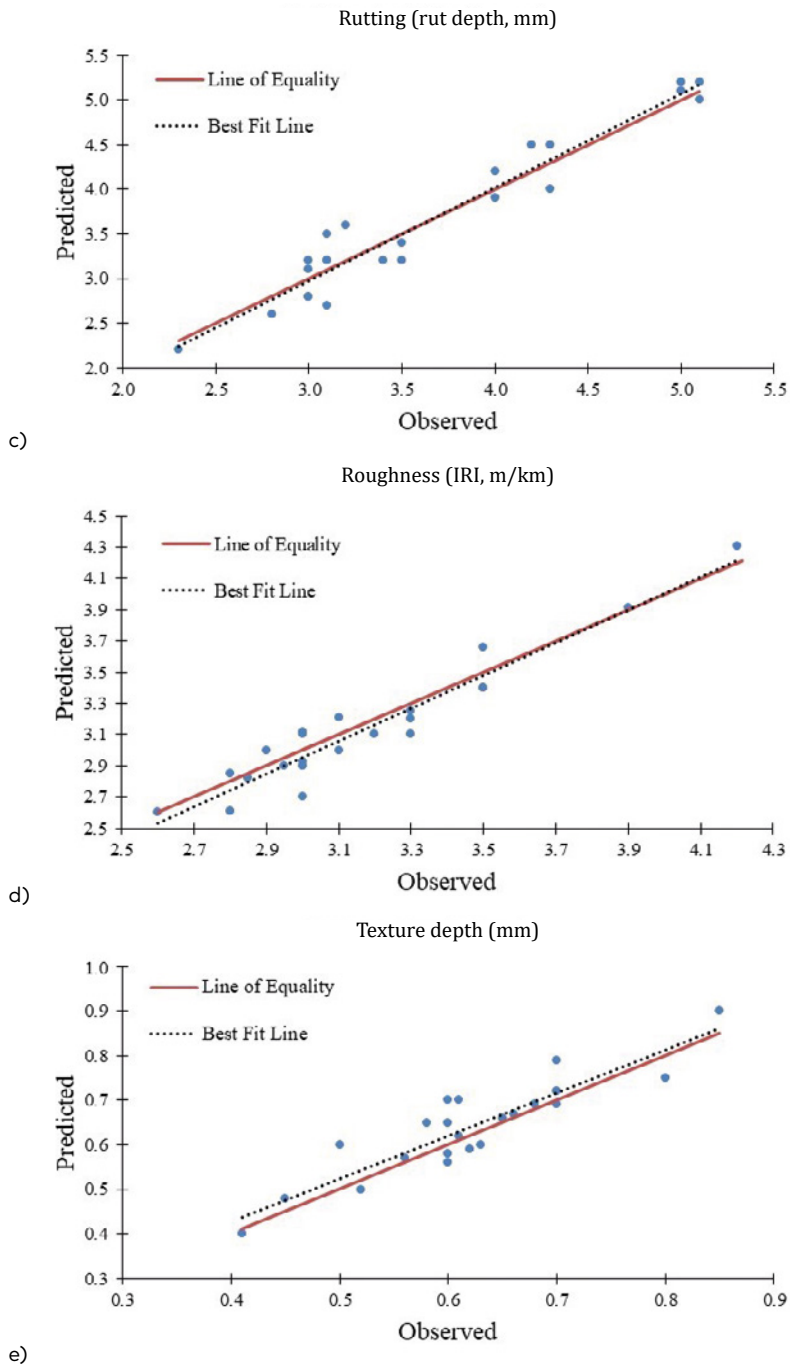 Rutting (rut depth, mm)
5.5
5.0
4.5
4.0
3.5
3.0
2.5
2.0
Predicted
Line of Equality
Best Fit Line
2.0 2.5 3.0 3.5 4.0 4.5 5.0 5.5
Observed
c)
Roughness (IRI, m/km)
4.5
4.3
4.1
3.9
3.7
3.5
3.3
3.1
2.9
2.7
2.5
Predicted
Line of Equality
Best Fit Line
2.5 2.7 2.9 3.1 3.3 3.5 3.7 3.9 4.1 4.3
Observed
d)
Texture depth (mm)
1.0
0.9
0.8
0.7
0.6
0.5
0.4
0.3
Predicted
Line of Equality
Best Fit Line
0.3 0.4 0.5 0.6 0.7 0.8 0.9
Observed
e)